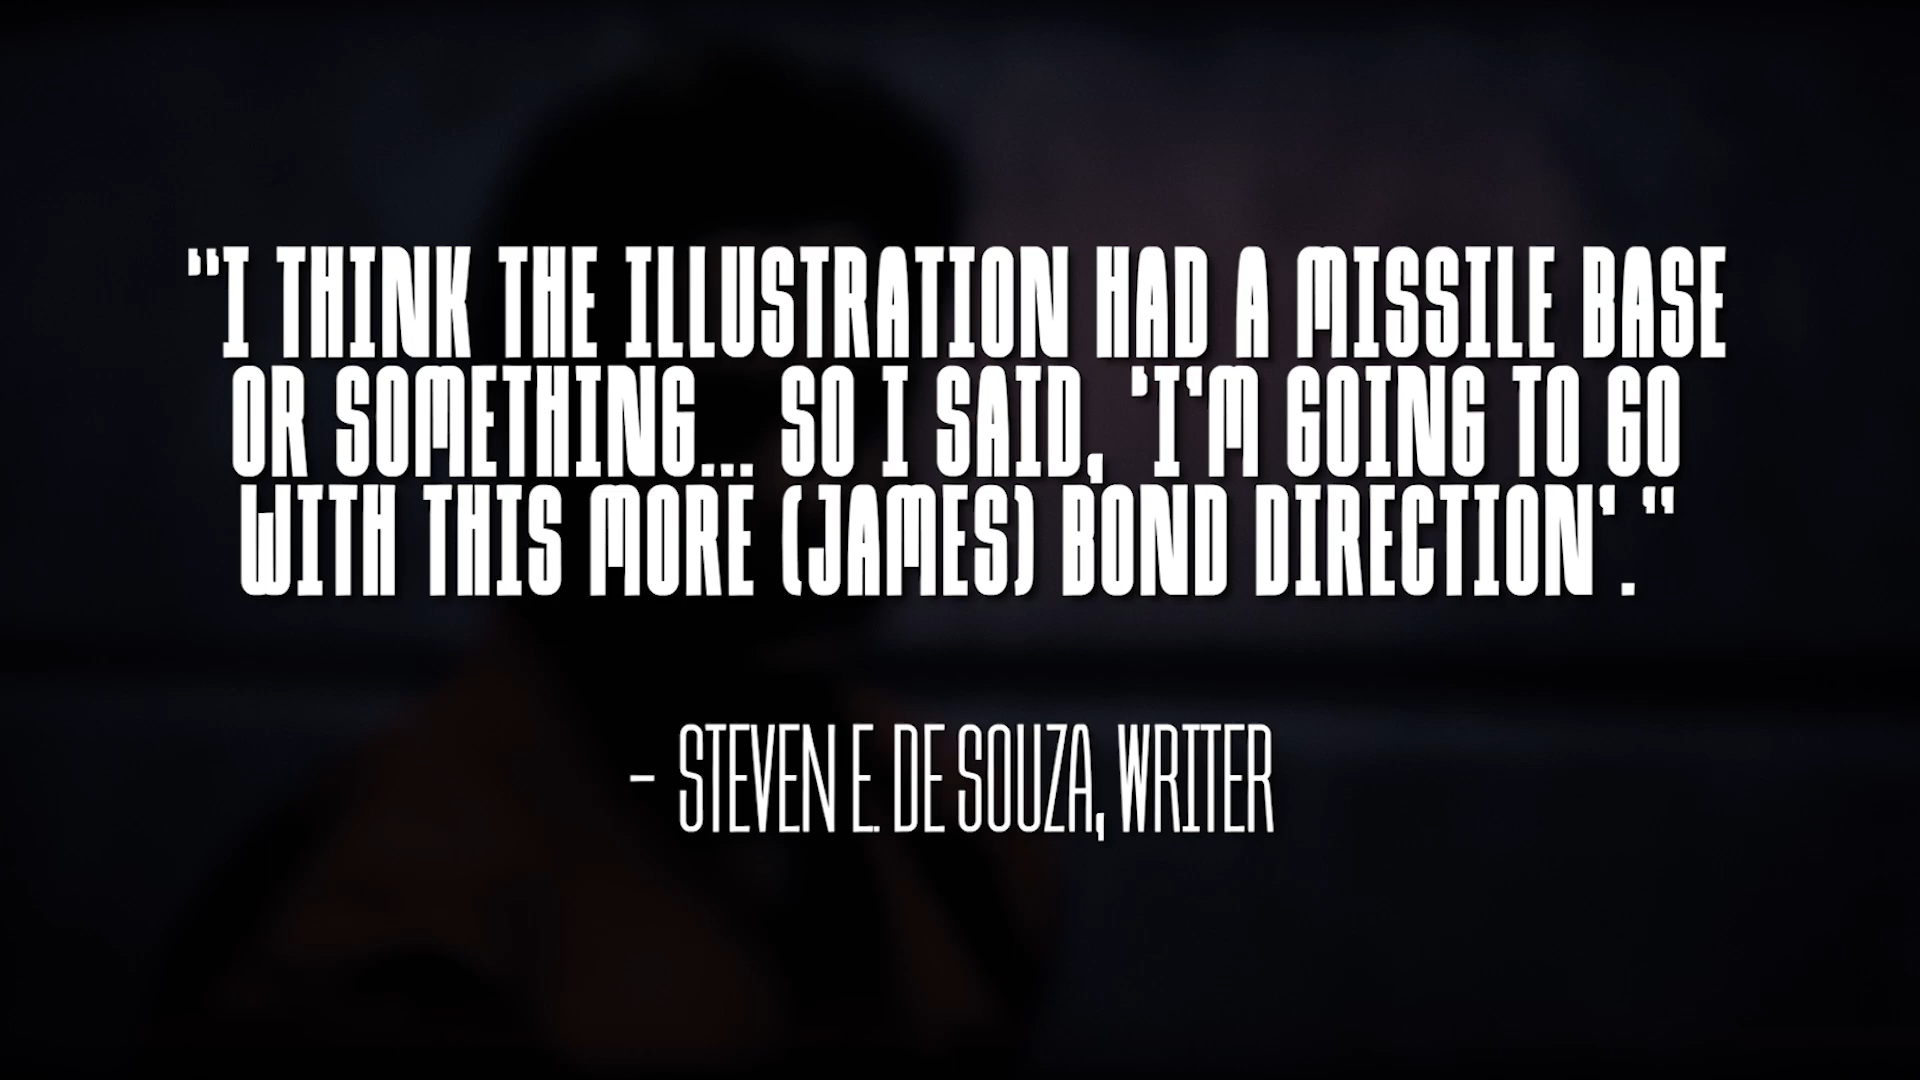 "I THINK THE ILLUSTRATION HAD A MISSILE BASE
OR SOMETHING... SO I SAID, 'I'M GOING TO GO
WITH THIS MORE (JAMES) BOND DIRECTION'."
- STEVEN E. DE SOUZA, WRITER